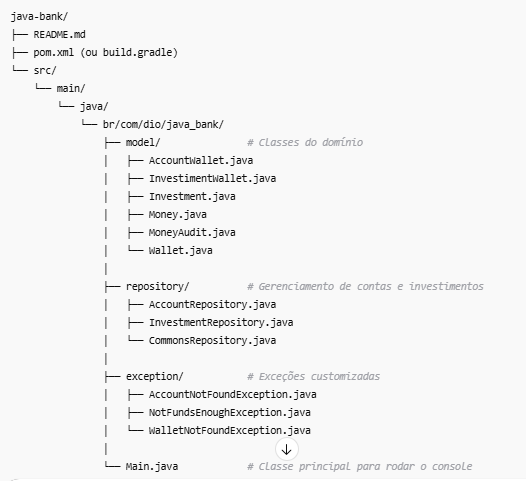 java-bank/
├── README.md
├── pom.xml (ou build.gradle)
└── src/
    └── main/
        └── java/
            └── br/com/dio/java_bank/
                ├── model/               # Classes do domínio
                │   ├── AccountWallet.java
                │   ├── InvestimentWallet.java
                │   ├── Investment.java
                │   ├── Money.java
                │   ├── MoneyAudit.java
                │   └── Wallet.java
                │
                ├── repository/          # Gerenciamento de contas e investimentos
                │   ├── AccountRepository.java
                │   ├── InvestmentRepository.java
                │   └── CommonsRepository.java
                │
                ├── exception/           # Exceções customizadas
                │   ├── AccountNotFoundException.java
                │   ├── NotFundsEnoughException.java
                │   └── WalletNotFoundException.java
                │
                └── Main.java            # Classe principal para rodar o console